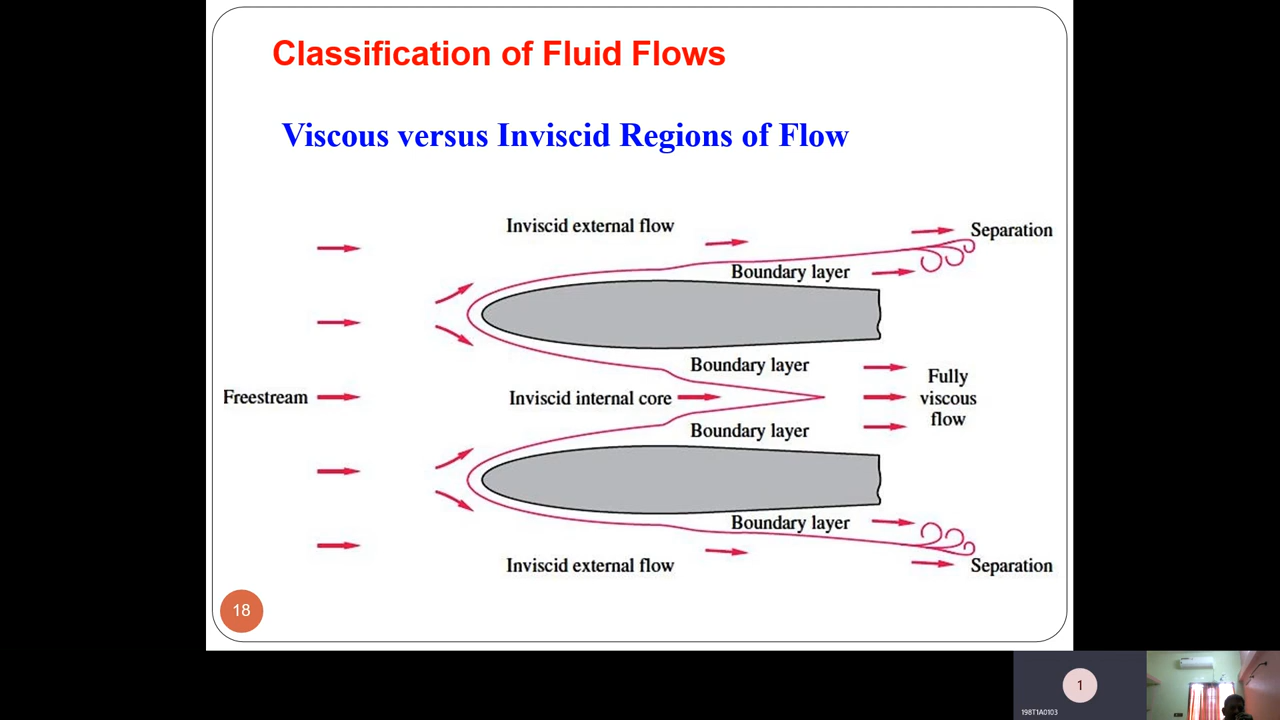 Classification of Fluid Flows
Viscous versus Inviscid Regions of Flow
Inviscid external flow
Separation
Boundary layer
Boundary layer
Fully
viscous
flow
Freestream
Inviscid internal core
Boundary layer
Boundary layer
Inviscid external flow
Separation
18
1
198T1A0103